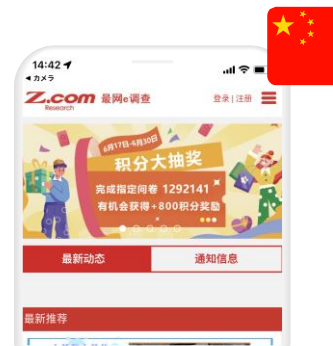 14:42
◀ カメラ
Z.com 最网e调查
Research
登录 | 注册
6月17日-6月30日
积分大抽奖
完成指定问卷 1292141
有机会获得+800积分奖励
最新动态
通知信息
最新推荐